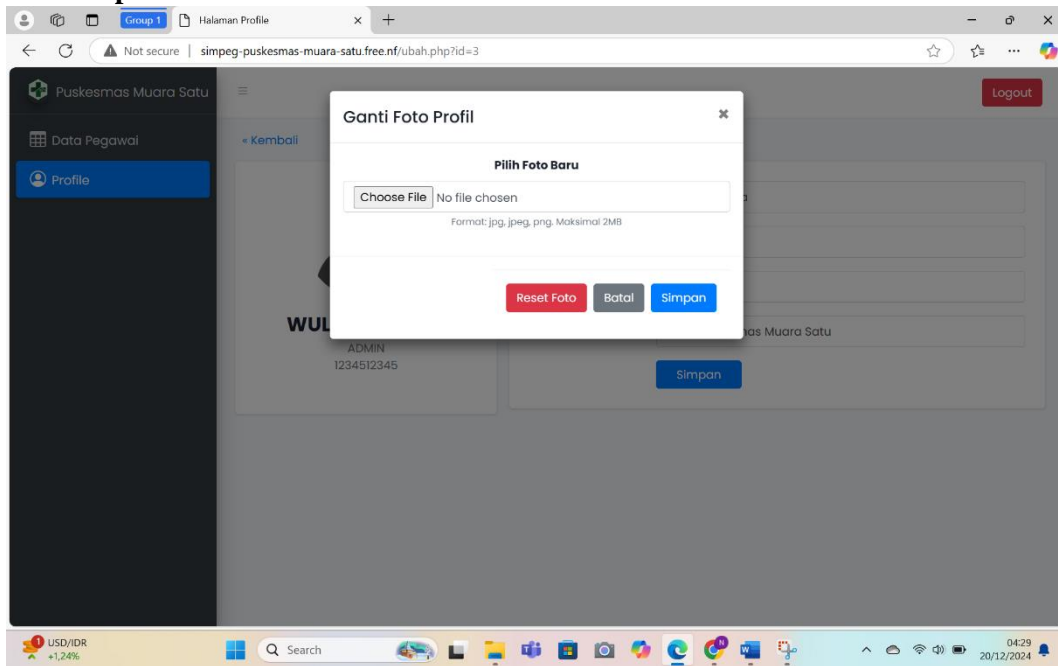 Group 1 Halaman Profile
Not secure simpeg-puskesmas-muara-satu.free.nf/ubah.php?id=3
Puskesmas Muara Satu
Logout
Ganti Foto Profil
Data Pegawai
« Kembali
Pilih Foto Baru
Profile
Choose File No file chosen
Format: jpg, jpeg, png. Maksimal 2MB
Reset Foto Batal Simpan
WUL
Muara Satu
ADMIN
1234512345
Simpan
1
USD/IDR
+1,24%
Search
N
04:29
20/12/2024